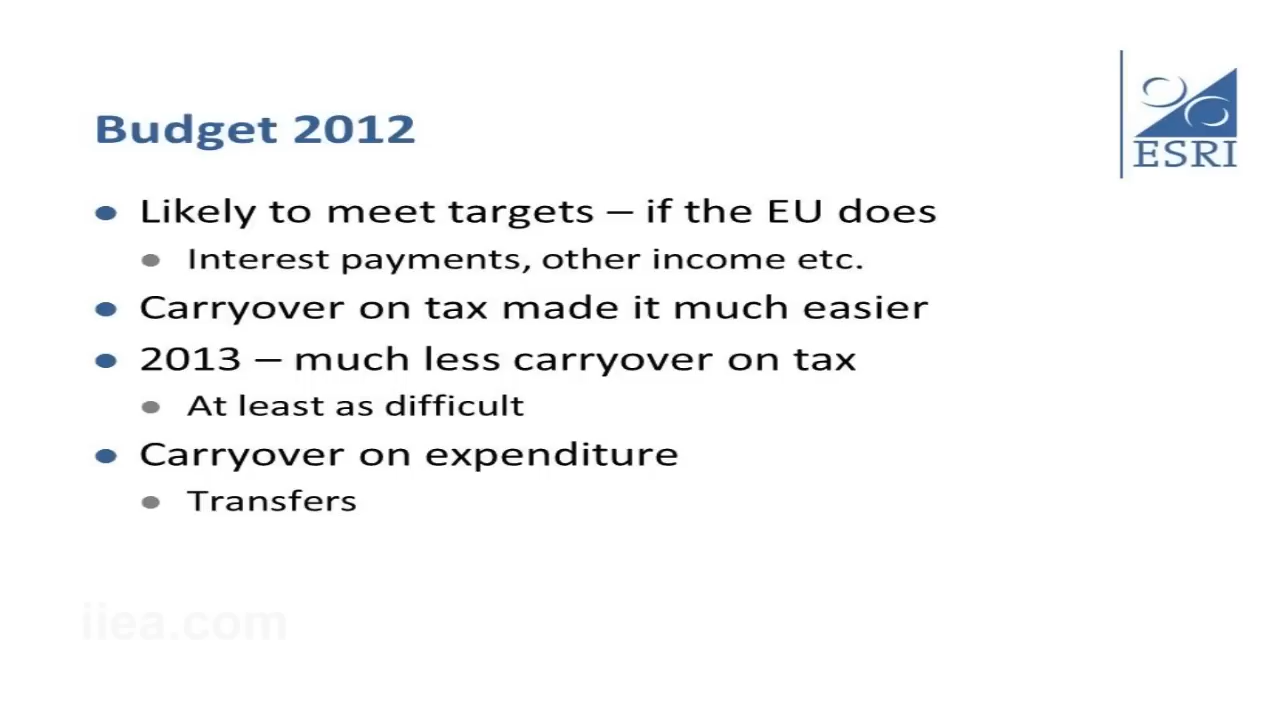 Budget 2012
ESRI
Likely to meet targets – if the EU does
Interest payments, other income etc.
Carryover on tax made it much easier
2013 – much less carryover on tax
At least as difficult
Carryover on expenditure
Transfers
iiea.com